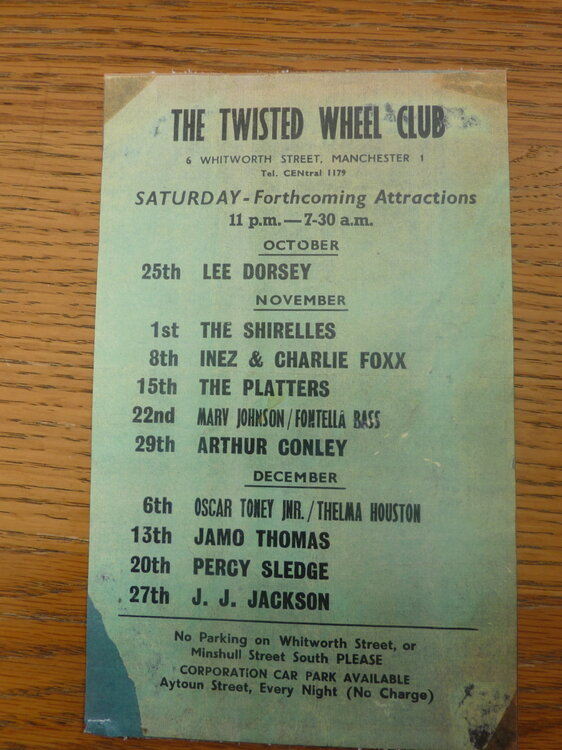 THE TWISTED WHEEL CLUB
6 WHITWORTH STREET, MANCHESTER 1
Tel. CENtral 1179
SATURDAY - Forthcoming Attractions
11 p.m. — 7-30 a.m.
OCTOBER
25th LEE DORSEY
NOVEMBER
1st THE SHIRELLES
8th INEZ & CHARLIE FOXX
15th THE PLATTERS
22nd MARV JOHNSON / FONTELLA BASS
29th ARTHUR CONLEY
DECEMBER
6th OSCAR TONEY JNR. / THELMA HOUSTON
13th JAMO THOMAS
20th PERCY SLEDGE
27th J. J. JACKSON
No Parking on Whitworth Street, or
Minshull Street South PLEASE
CORPORATION CAR PARK AVAILABLE
Aytoun Street, Every Night (No Charge)